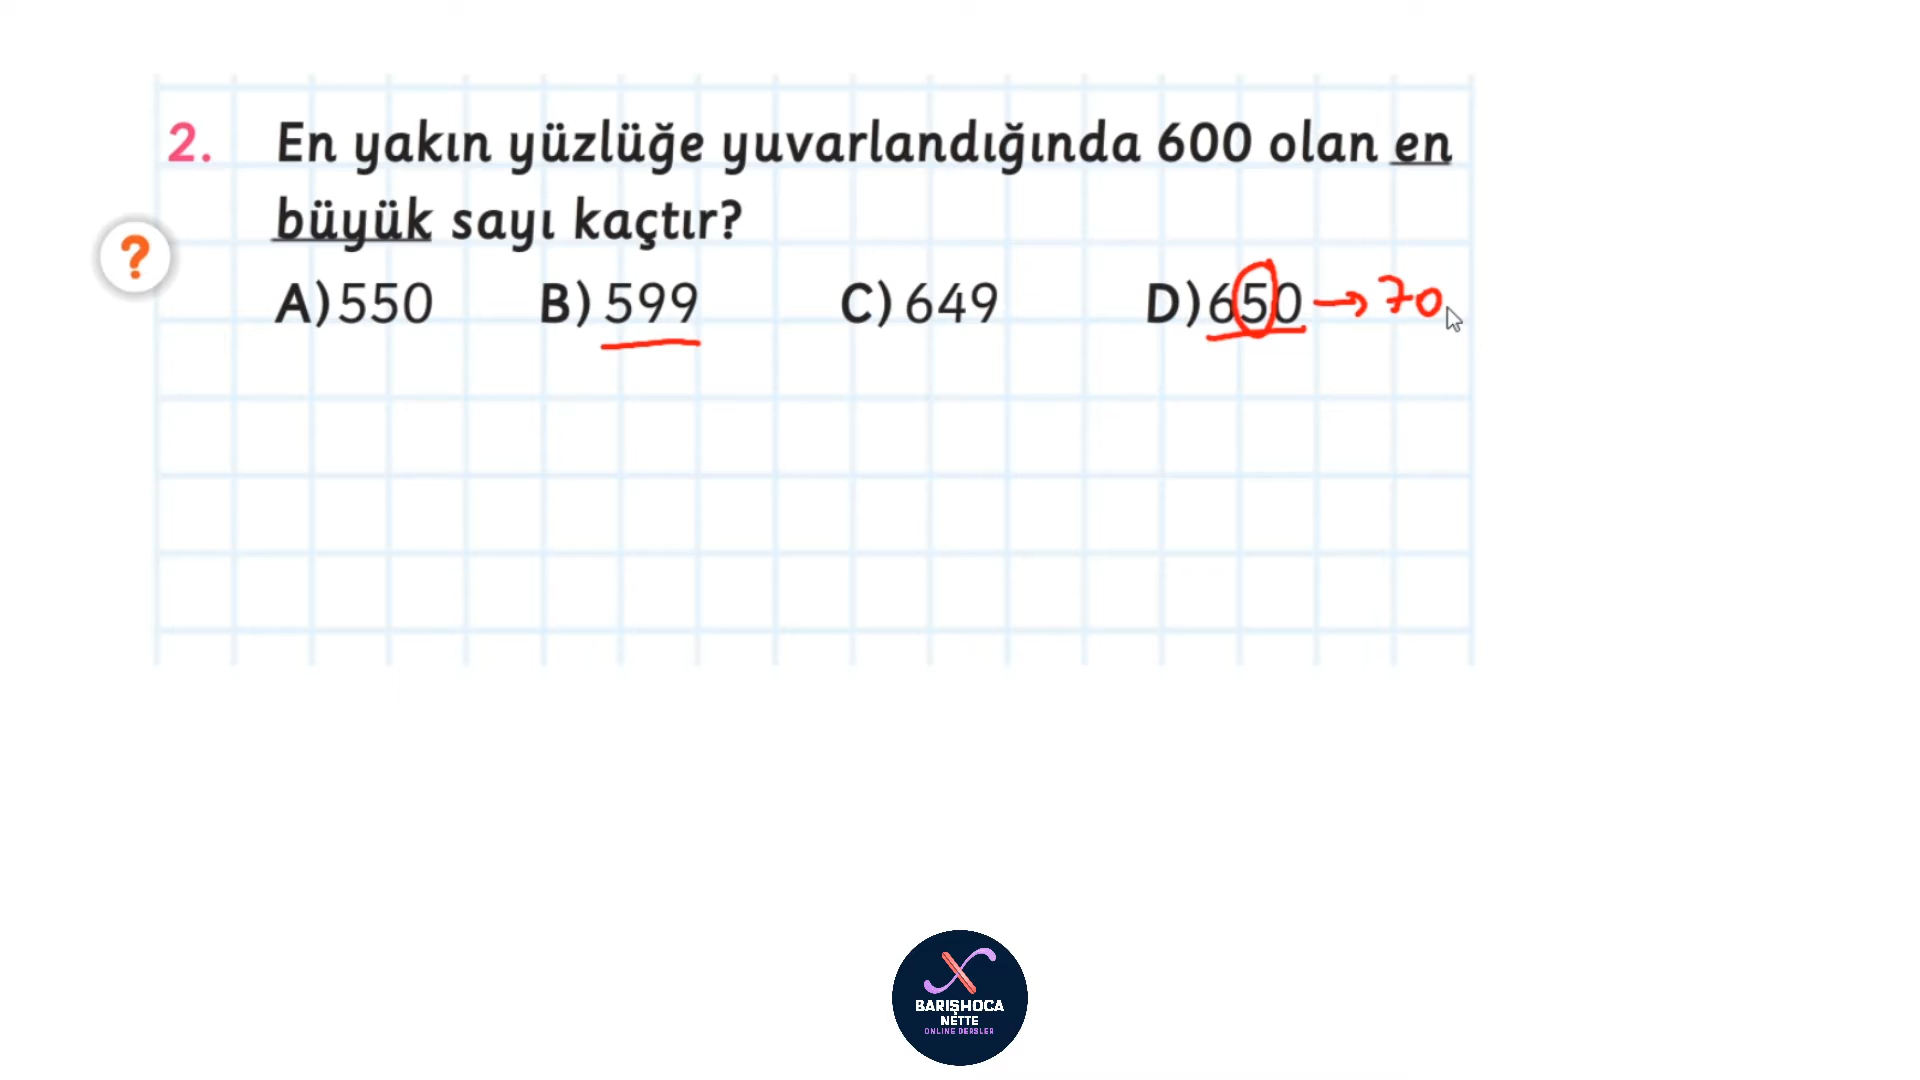 2. En yakın yüzlüğe yuvarlandığında 600 olan en
büyük sayı kaçtır?
?
A) 550 B) 599 C) 649 D) 650 → 70
BARIŞHOCA
NETTE
ONLINE DERSLER